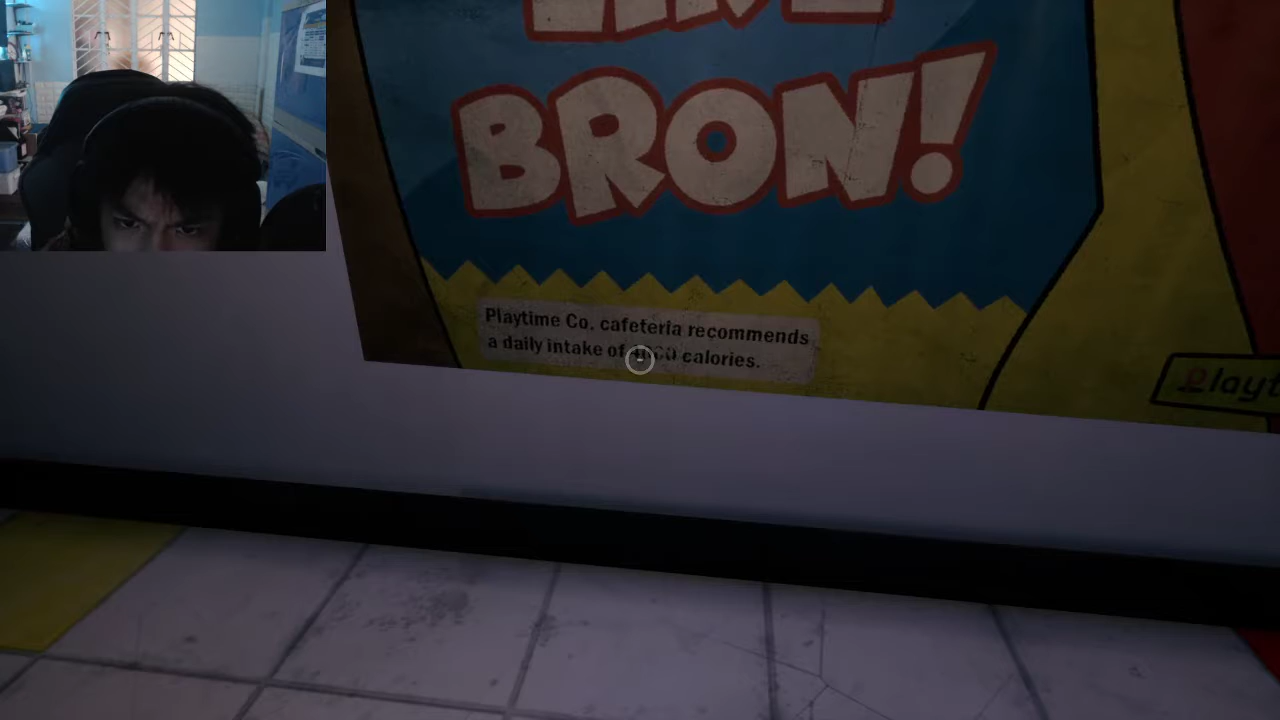 BRON!
Playtime Co. cafeteria recommends
a daily intake of calories.